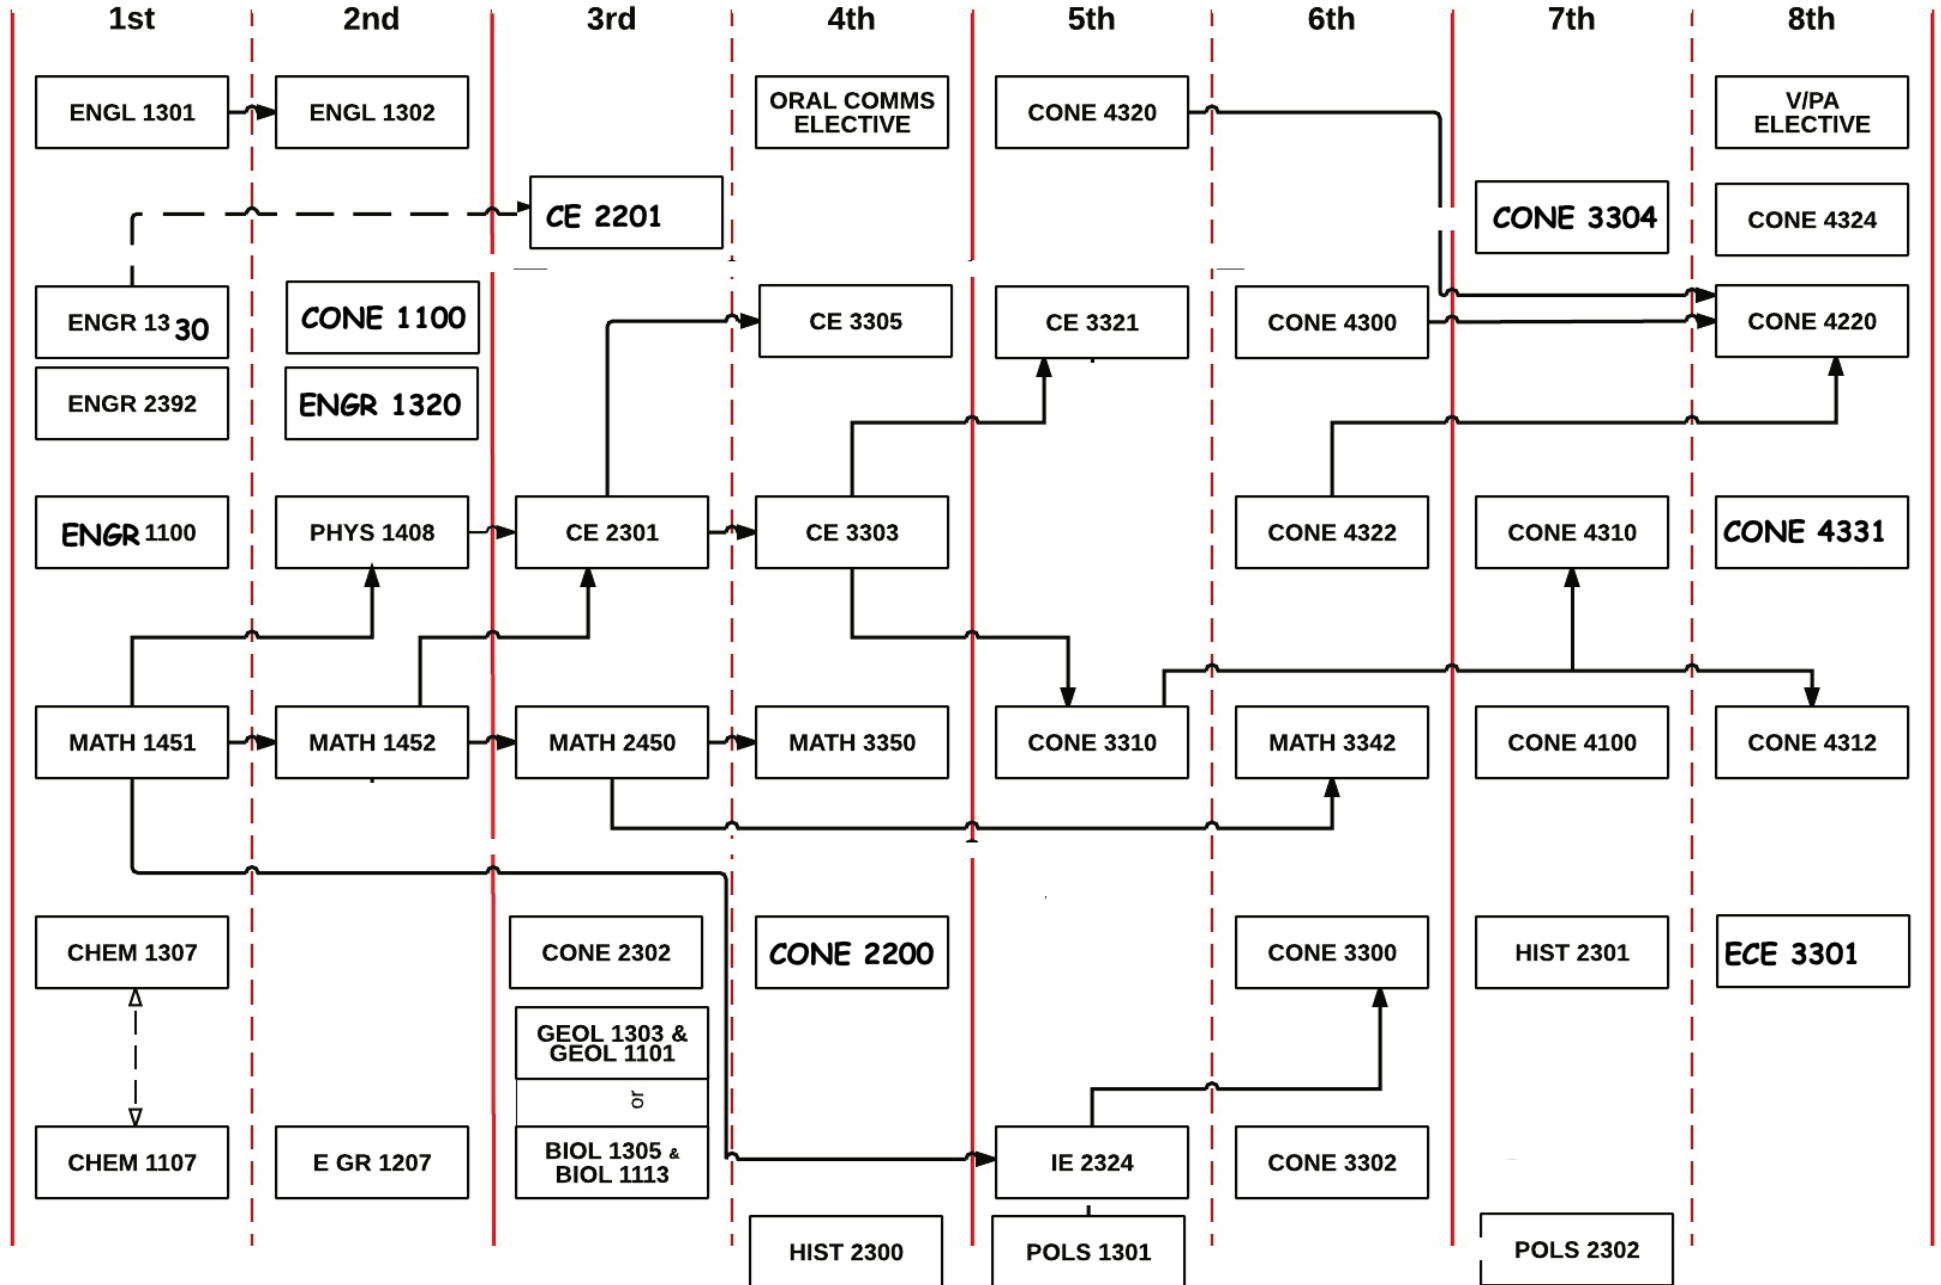 1st 2nd 3rd 4th 5th 6th 7th 8th
ENGL 1301
ENGL 1302
ORAL COMMS
ELECTIVE
CONE 4320
V/PA
ELECTIVE
CE 2201
CONE 3304
CONE 4324
ENGR 1330
CONE 1100
CE 3305
CE 3321
CONE 4300
CONE 4220
ENGR 2392
ENGR 1320
ENGR 1100
PHYS 1408
CE 2301
CE 3303
CONE 4322
CONE 4310
CONE 4331
MATH 1451
MATH 1452
MATH 2450
MATH 3350
CONE 3310
MATH 3342
CONE 4100
CONE 4312
CHEM 1307
CONE 2302
CONE 2200
CONE 3300
HIST 2301
ECE 3301
GEOL 1303 &
GEOL 1101
or
CHEM 1107
E GR 1207
BIOL 1305 &
BIOL 1113
IE 2324
CONE 3302
HIST 2300
POLS 1301
POLS 2302